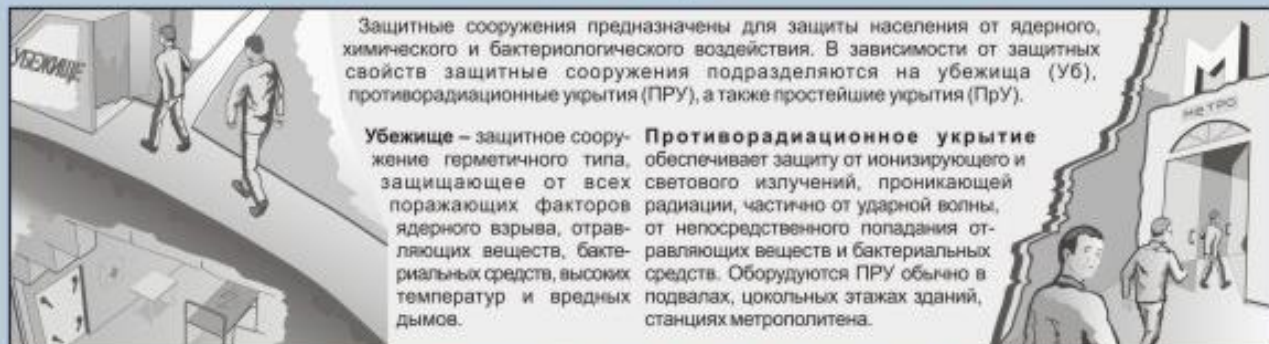 Защитные сооружения предназначены для защиты населения от ядерного,
химического и бактериологического воздействия. В зависимости от защитных
свойств защитные сооружения подразделяются на убежища (Уб),
противорадиационные укрытия (ПРУ), а также простейшие укрытия (ПрУ).
УБЕЖИЩЕ
Убежище – защитное соору-
жение герметичного типа,
защищающее от всех
поражающих факторов
ядерного взрыва, отрав-
ляющих веществ, бакте-
риальных средств, высоких
температур и вредных
дымов.
Противорадиационное укрытие
обеспечивает защиту от ионизирующего и
светового излучений, проникающей
радиации, частично от ударной волны,
от непосредственного попадания от-
равляющих веществ и бактериальных
средств. Оборудуются ПРУ обычно в
подвалах, цокольных этажах зданий,
станциях метрополитена.
М
МЕТРО